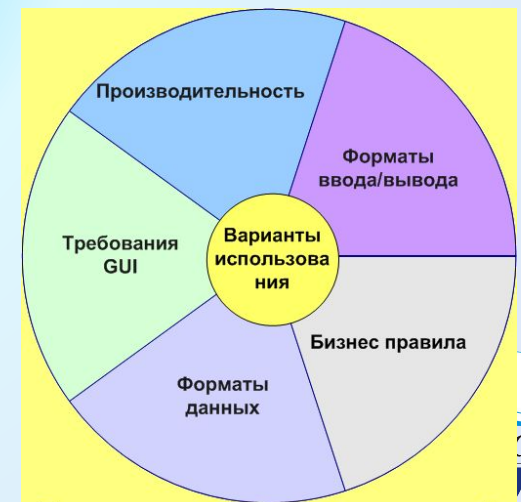 Производительность
Форматы
ввода/вывода
Требования
GUI
Варианты
использова
ния
Бизнес правила
Форматы
данных